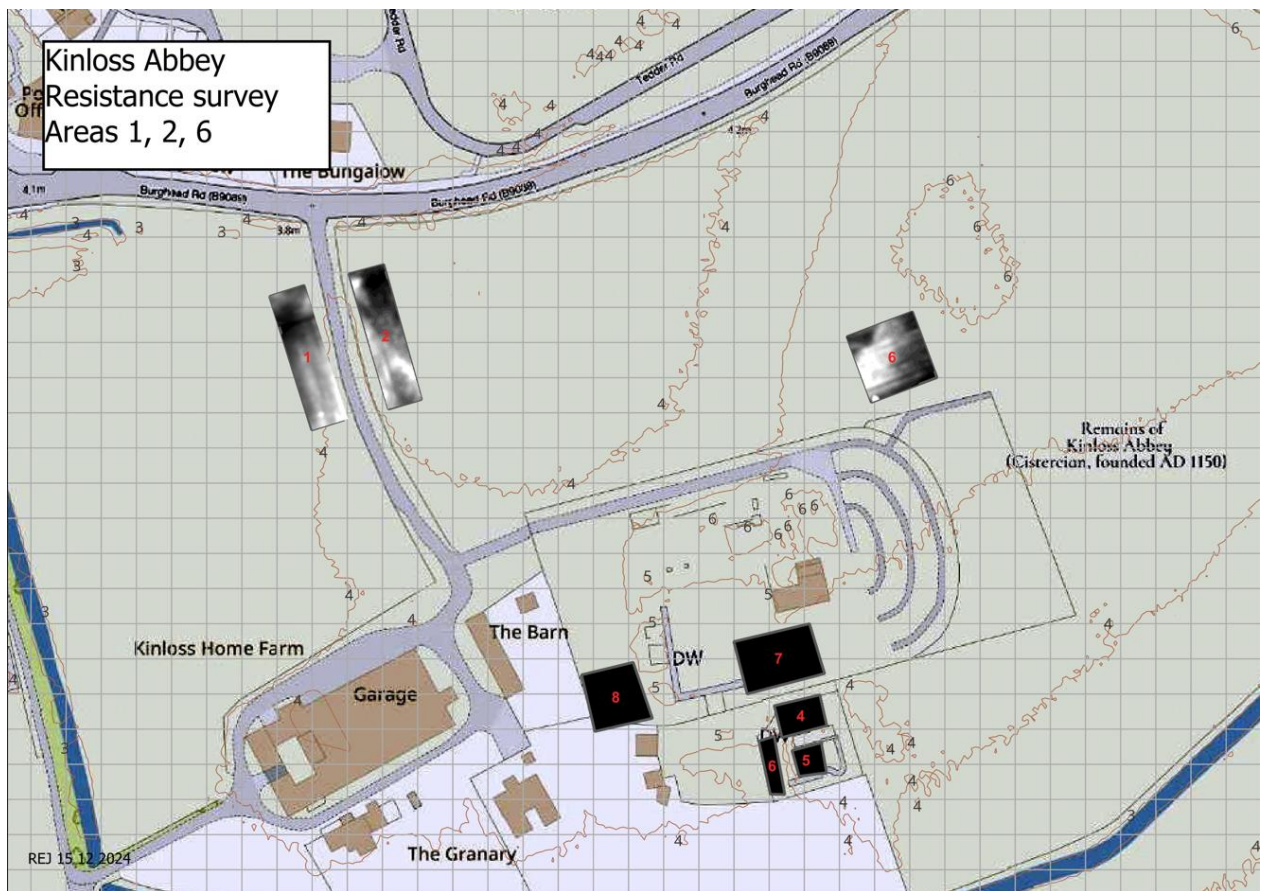 Kinloss Abbey
Resistance survey
Areas 1, 2, 6
Tedder Rd
Burghead Rd (B9089)
4.2m
The Bungalow
4.1m
Burghead Rd (B9089)
Burghead Rd (B9089)
3.8m
1
2
6
Remains of
Kinloss Abbey
(Cistercian, founded AD 1150)
Kinloss Home Farm
The Barn
Garage
DW
7
8
4
6
5
The Granary
REJ 15.12 2024